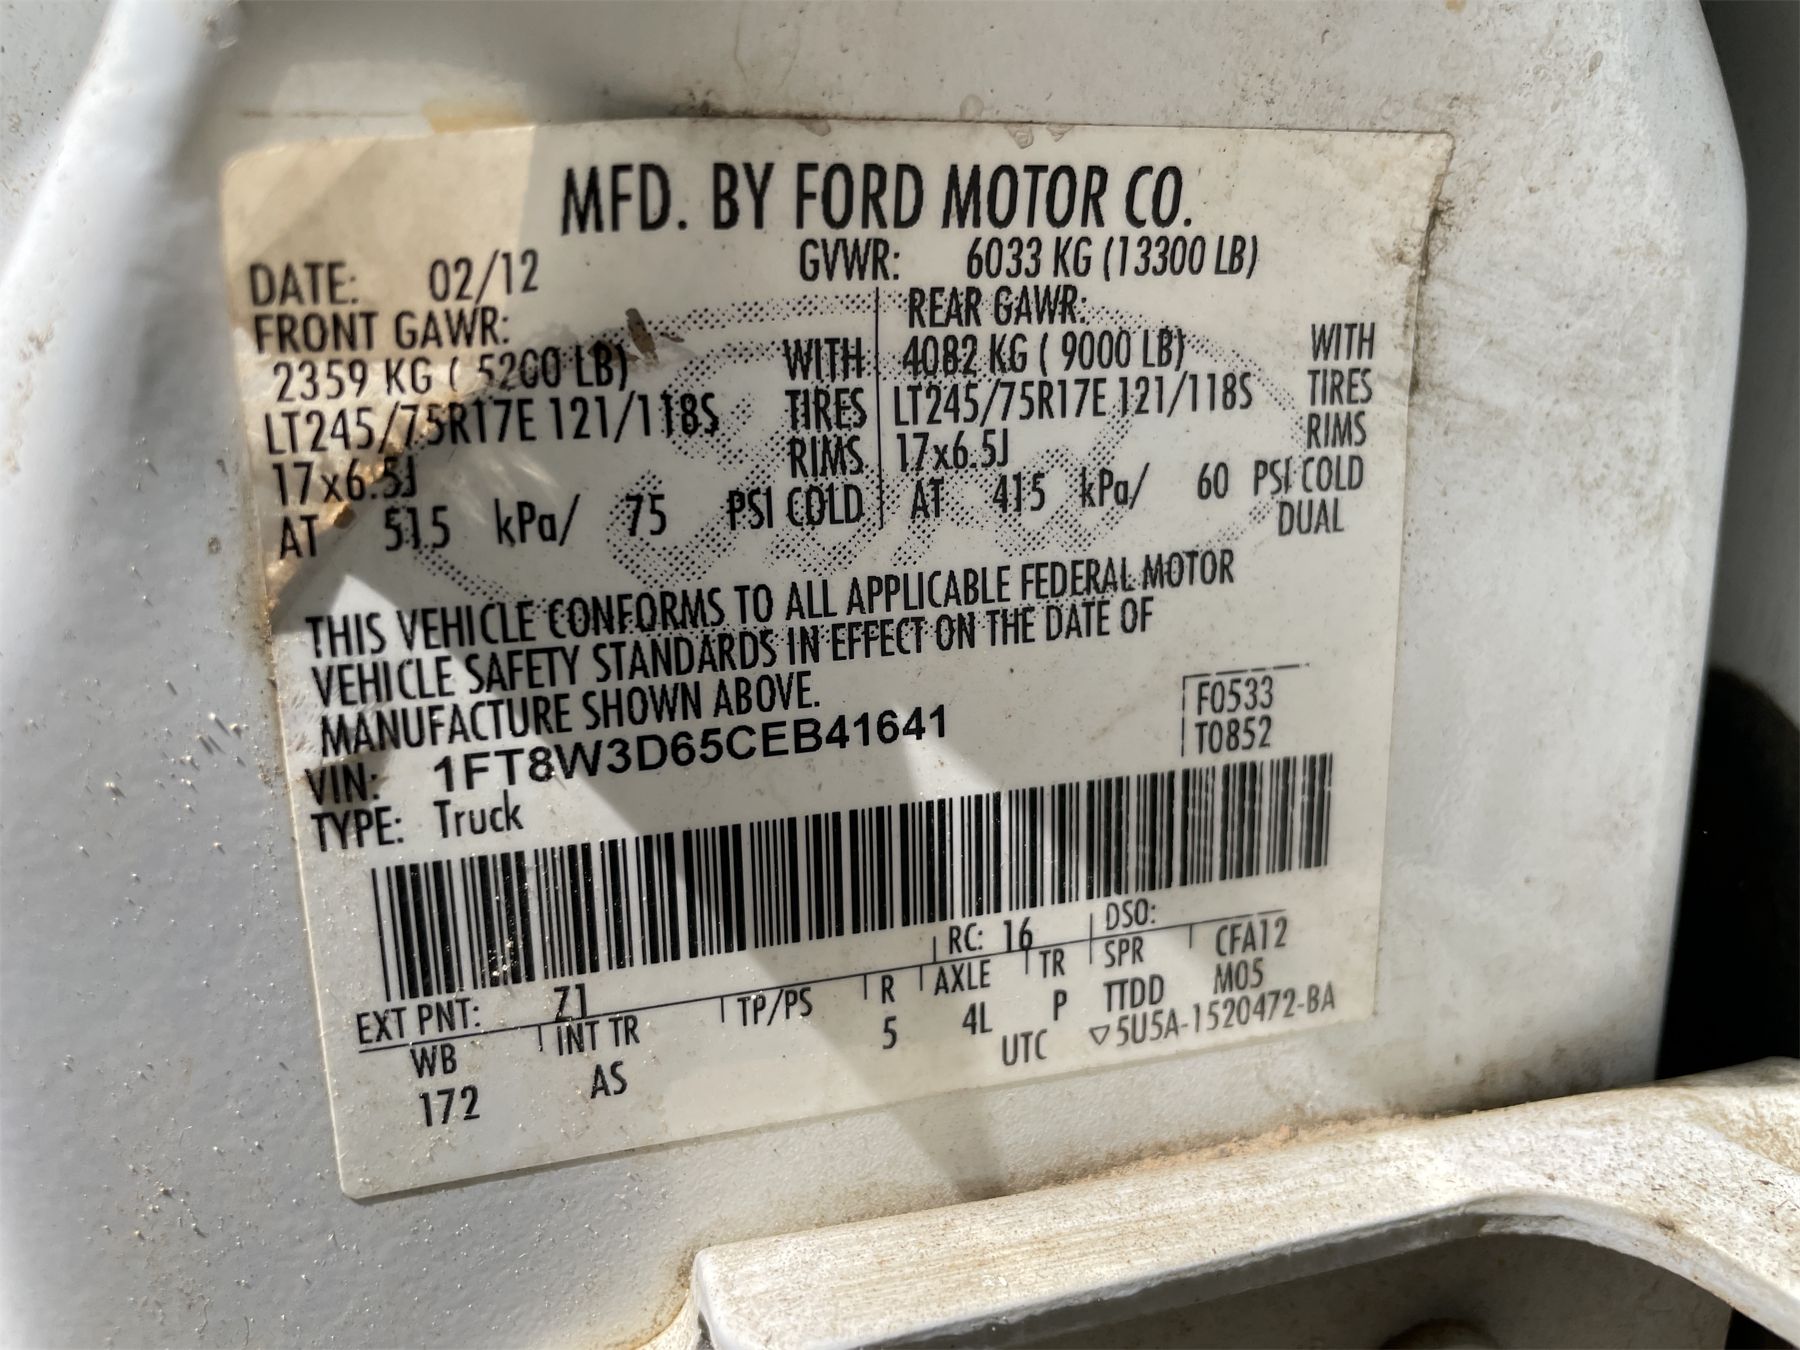 MFD. BY FORD MOTOR CO.
DATE: 02/12 GVWR: 6033 KG (13300 LB)
FRONT GAWR: REAR GAWR:
2359 KG ( 5200 LB) WITH 4082 KG ( 9000 LB) WITH
LT245/75R17E 121/118S TIRES LT245/75R17E 121/118S TIRES
17x6.5J RIMS 17x6.5J RIMS
AT 515 kPa/ 75 PSI COLD AT 415 kPa/ 60 PSI COLD
DUAL
THIS VEHICLE CONFORMS TO ALL APPLICABLE FEDERAL MOTOR
VEHICLE SAFETY STANDARDS IN EFFECT ON THE DATE OF
MANUFACTURE SHOWN ABOVE.
F0533
VIN: 1FT8W3D65CEB41641 T0852
TYPE: Truck
EXT PNT: Z1 RC: 16 DSO:
WB INT TR TP/PS R AXLE TR SPR CFA12
172 AS 5 4L P TTDD M05
UTC ▽5U5A-1520472-BA